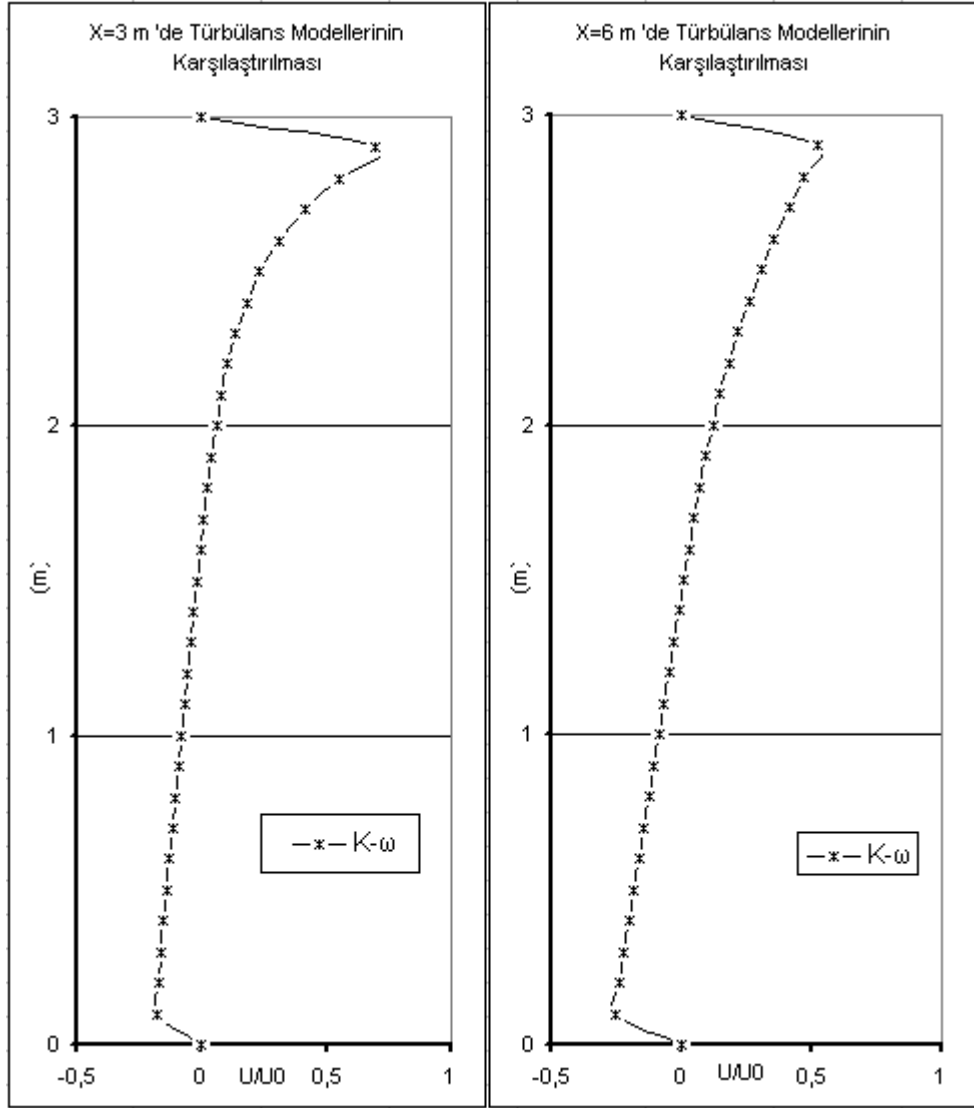 X=3 m 'de Türbülans Modellerinin
Karşılaştırılması
3
2
(m)
1
K-ω
0
-0,5 0 U/U0 0,5 1
X=6 m 'de Türbülans Modellerinin
Karşılaştırılması
3
2
(m)
1
K-ω
0
-0,5 0 U/U0 0,5 1